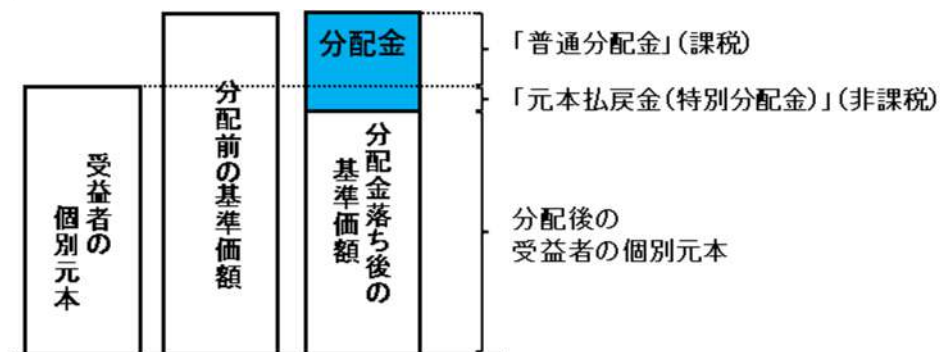 受益者の
個別元本
分配前の基準価額
分配金
分配金落ち後の
基準価額
「普通分配金」(課税)
「元本払戻金(特別分配金)」(非課税)
分配後の
受益者の個別元本